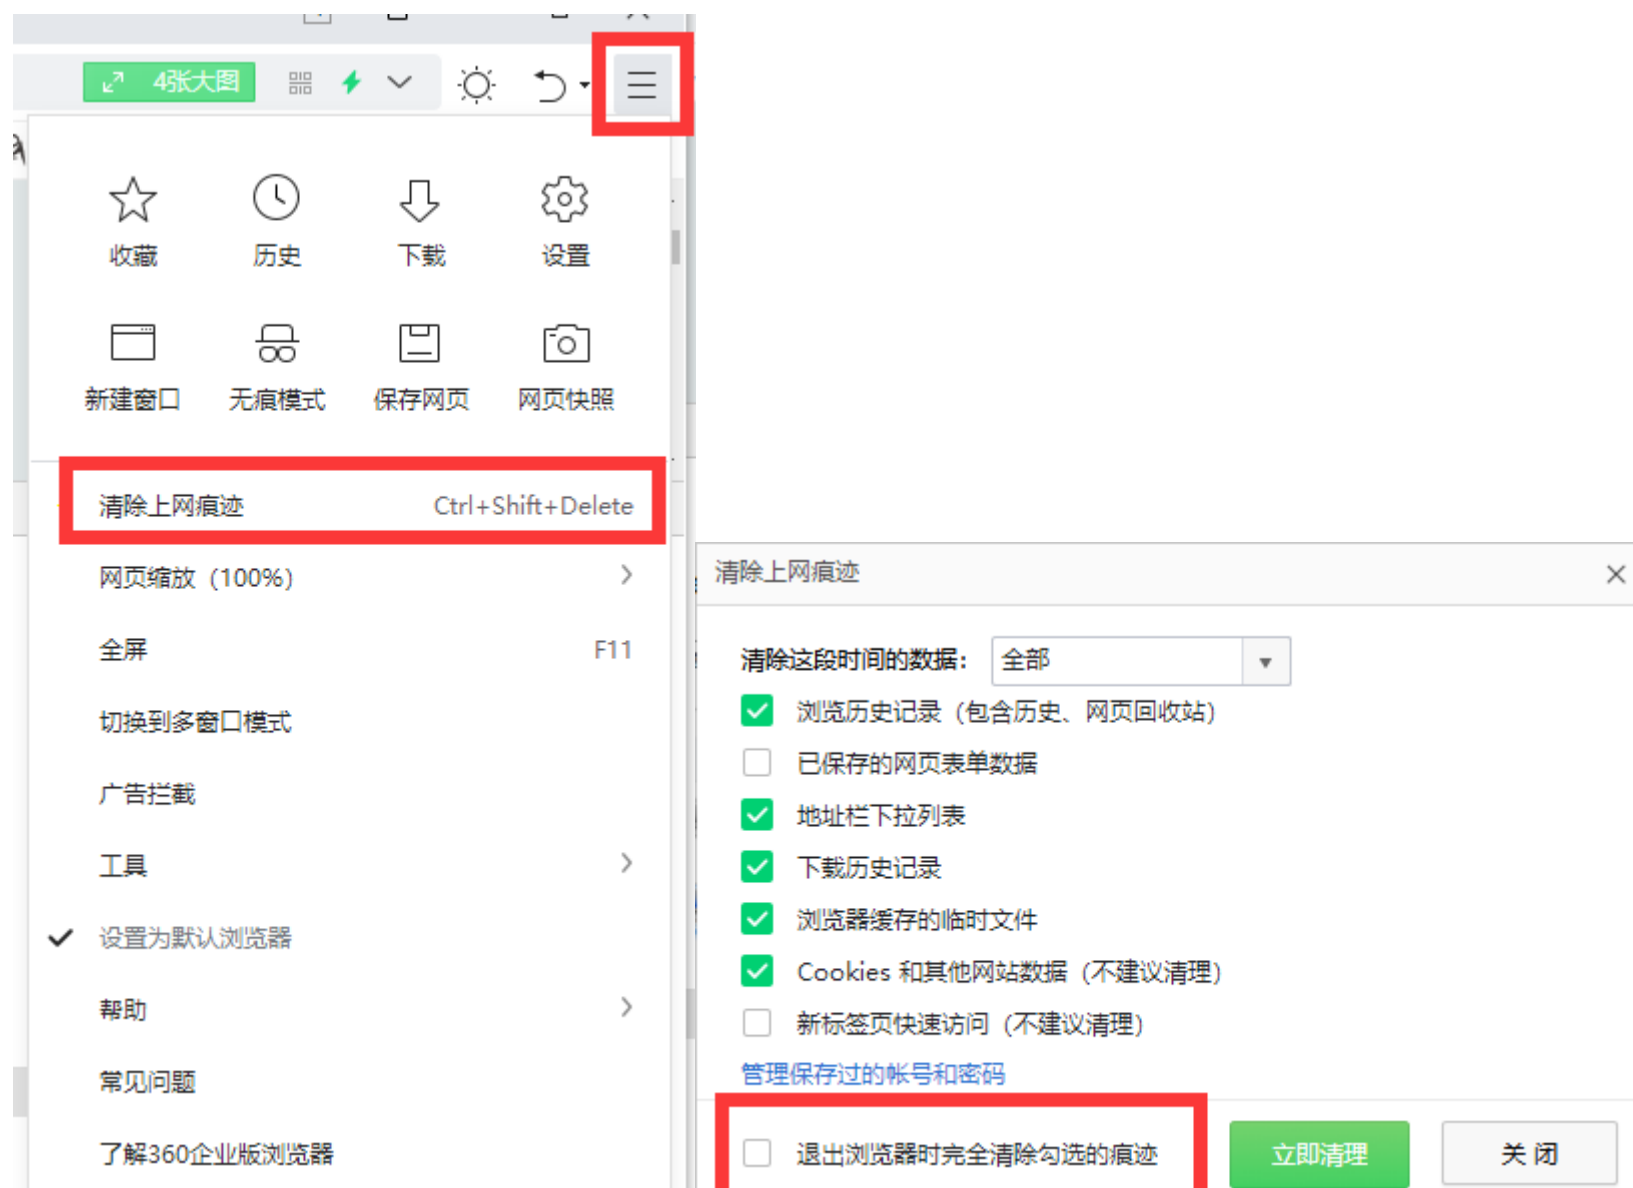 4张大图
收藏
历史
下载
设置
新建窗口
无痕模式
保存网页
网页快照
清除上网痕迹 Ctrl+Shift+Delete
网页缩放 (100%)
全屏 F11
切换到多窗口模式
广告拦截
工具
设置为默认浏览器
帮助
常见问题
了解360企业版浏览器
清除上网痕迹
清除这段时间的数据： 全部
浏览历史记录（包含历史、网页回收站）
已保存的网页表单数据
地址栏下拉列表
下载历史记录
浏览器缓存的临时文件
Cookies 和其他网站数据（不建议清理）
新标签页快速访问（不建议清理）
管理保存过的帐号和密码
退出浏览器时完全清除勾选的痕迹
立即清理
关 闭